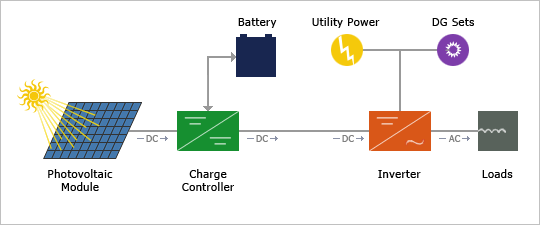 Battery
Utility Power
DG Sets
DC
DC
DC
AC
Photovoltaic
Module
Charge
Controller
Inverter
Loads